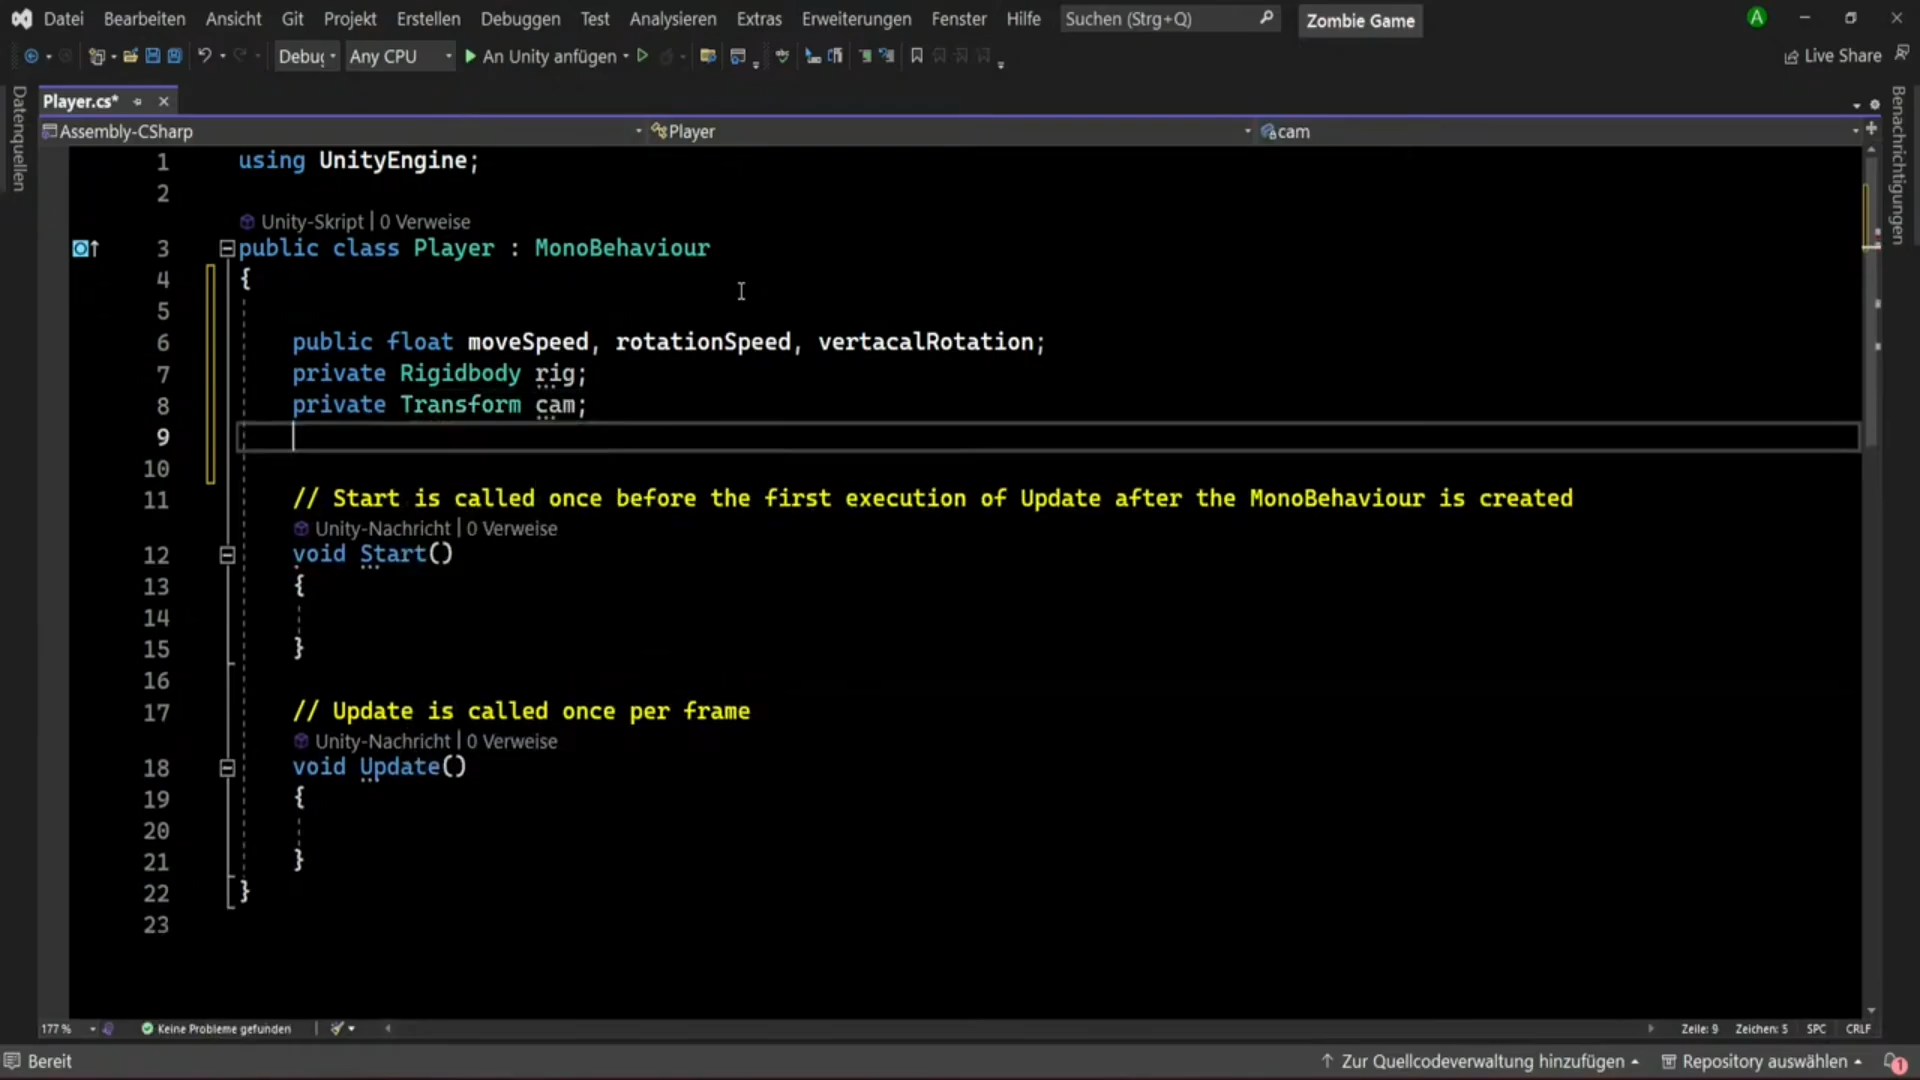 Datei Bearbeiten Ansicht Git Projekt Erstellen Debuggen Test Analysieren Extras Erweiterungen Fenster Hilfe Suchen (Strg+Q) Zombie Game A
Debug Any CPU An Unity anfügen Live Share
Datenquellen
Benachrichtigungen
Player.cs*
Assembly-CSharp Player cam
1 using UnityEngine;
2
Unity-Skript | 0 Verweise
3 public class Player : MonoBehaviour
4 {
5
6 public float moveSpeed, rotationSpeed, vertacalRotation;
7 private Rigidbody rig;
8 private Transform cam;
9
10
11 // Start is called once before the first execution of Update after the MonoBehaviour is created
Unity-Nachricht | 0 Verweise
12 void Start()
13 {
14
15 }
16
17 // Update is called once per frame
Unity-Nachricht | 0 Verweise
18 void Update()
19 {
20
21 }
22 }
23
177 % Keine Probleme gefunden Zeile: 9 Zeichen: 5 SPC CRLF
Bereit Zur Quellcodeverwaltung hinzufügen Repository auswählen 1